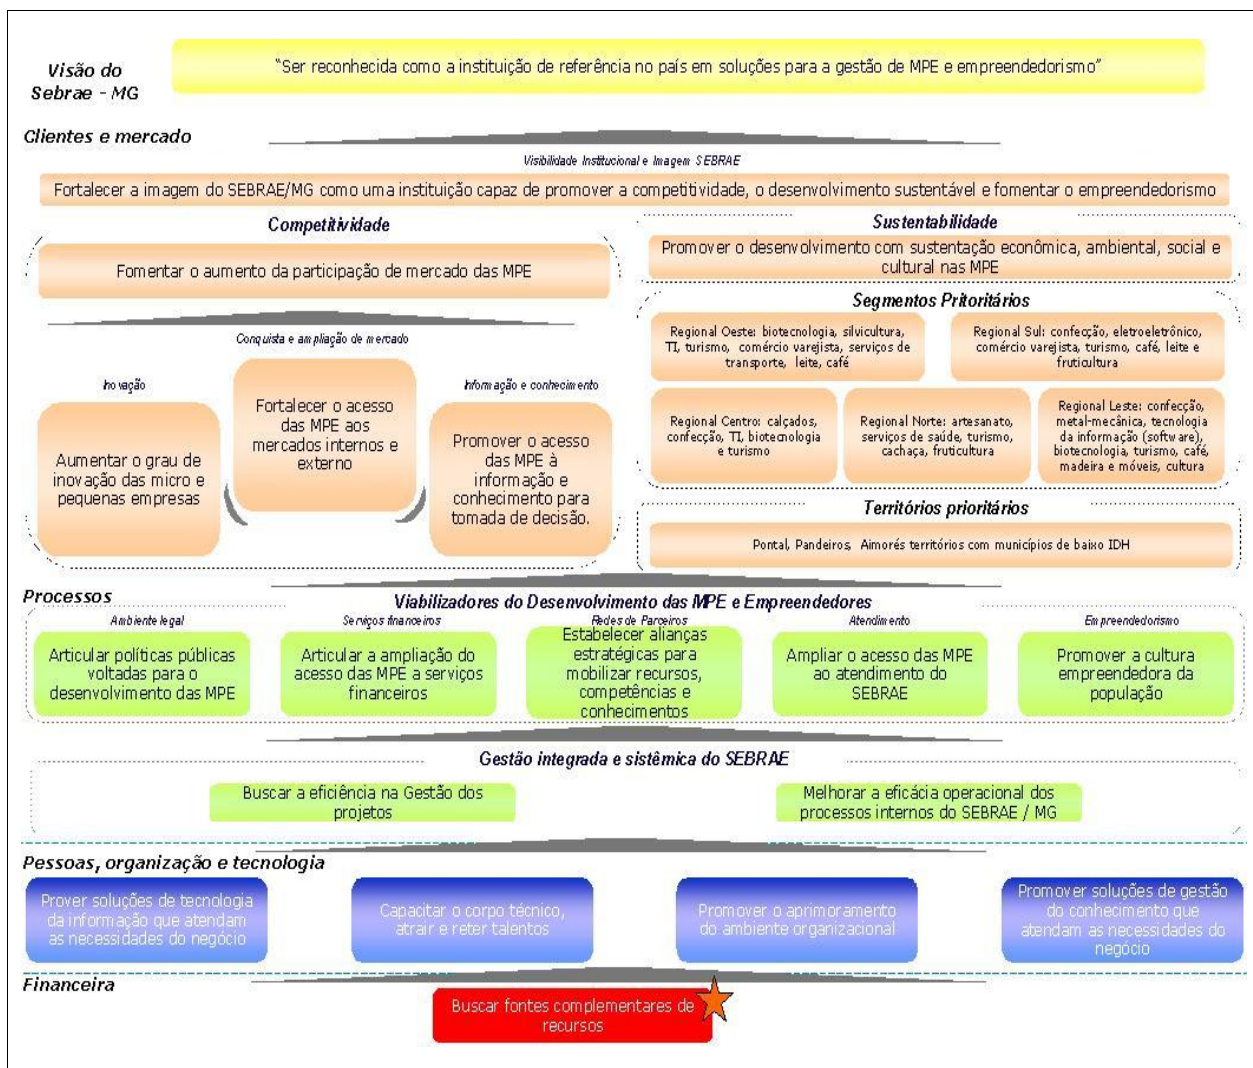 Visão do
Sebrae - MG
"Ser reconhecida como a instituição de referência no país em soluções para a gestão de MPE e empreendedorismo"
Clientes e mercado
Visibilidade Institucional e Imagem SEBRAE
Fortalecer a imagem do SEBRAE/MG como uma instituição capaz de promover a competitividade, o desenvolvimento sustentável e fomentar o empreendedorismo
Competitividade
Fomentar o aumento da participação de mercado das MPE
Conquista e ampliação de mercado
Inovação
Aumentar o grau de
inovação das micro e
pequenas empresas
Fortalecer o acesso
das MPE aos
mercados internos e
externo
Informação e conhecimento
Promover o acesso
das MPE à
informação e
conhecimento para
tomada de decisão.
Sustentabilidade
Promover o desenvolvimento com sustentação econômica, ambiental, social e
cultural nas MPE
Segmentos Pritoritários
Regional Oeste: biotecnologia, silvicultura,
TI, turismo, comércio varejista, serviços de
transporte, leite, café
Regional Sul: confecção, eletroeletrônico,
comércio varejista, turismo, café, leite e
fruticultura
Regional Centro: calçados,
confecção, TI, biotecnologia
e turismo
Regional Norte: artesanato,
serviços de saúde, turismo,
cachaça, fruticultura
Regional Leste: confecção,
metal-mecânica, tecnologia
da informação (software),
biotecnologia, turismo, café,
madeira e móveis, cultura
Territórios prioritários
Pontal, Pandeiros, Aimorés territórios com municípios de baixo IDH
Processos
Viabilizadores do Desenvolvimento das MPE e Empreendedores
Ambiente legal
Articular políticas públicas
voltadas para o
desenvolvimento das MPE
Serviços financeiros
Articular a ampliação do
acesso das MPE a serviços
financeiros
Redes de Parceiros
Estabelecer alianças
estratégicas para
mobilizar recursos,
competências e
conhecimentos
Atendimento
Ampliar o acesso das MPE
ao atendimento do
SEBRAE
Empreendedorismo
Promover a cultura
empreendedora da
população
Gestão integrada e sistêmica do SEBRAE
Buscar a eficiência na Gestão dos
projetos
Melhorar a eficácia operacional dos
processos internos do SEBRAE / MG
Pessoas, organização e tecnologia
Prover soluções de tecnologia
da informação que atendam
as necessidades do negócio
Capacitar o corpo técnico,
atrair e reter talentos
Promover o aprimoramento
do ambiente organizacional
Promover soluções de gestão
do conhecimento que
atendam as necessidades do
negócio
Financeira
Buscar fontes complementares de
recursos